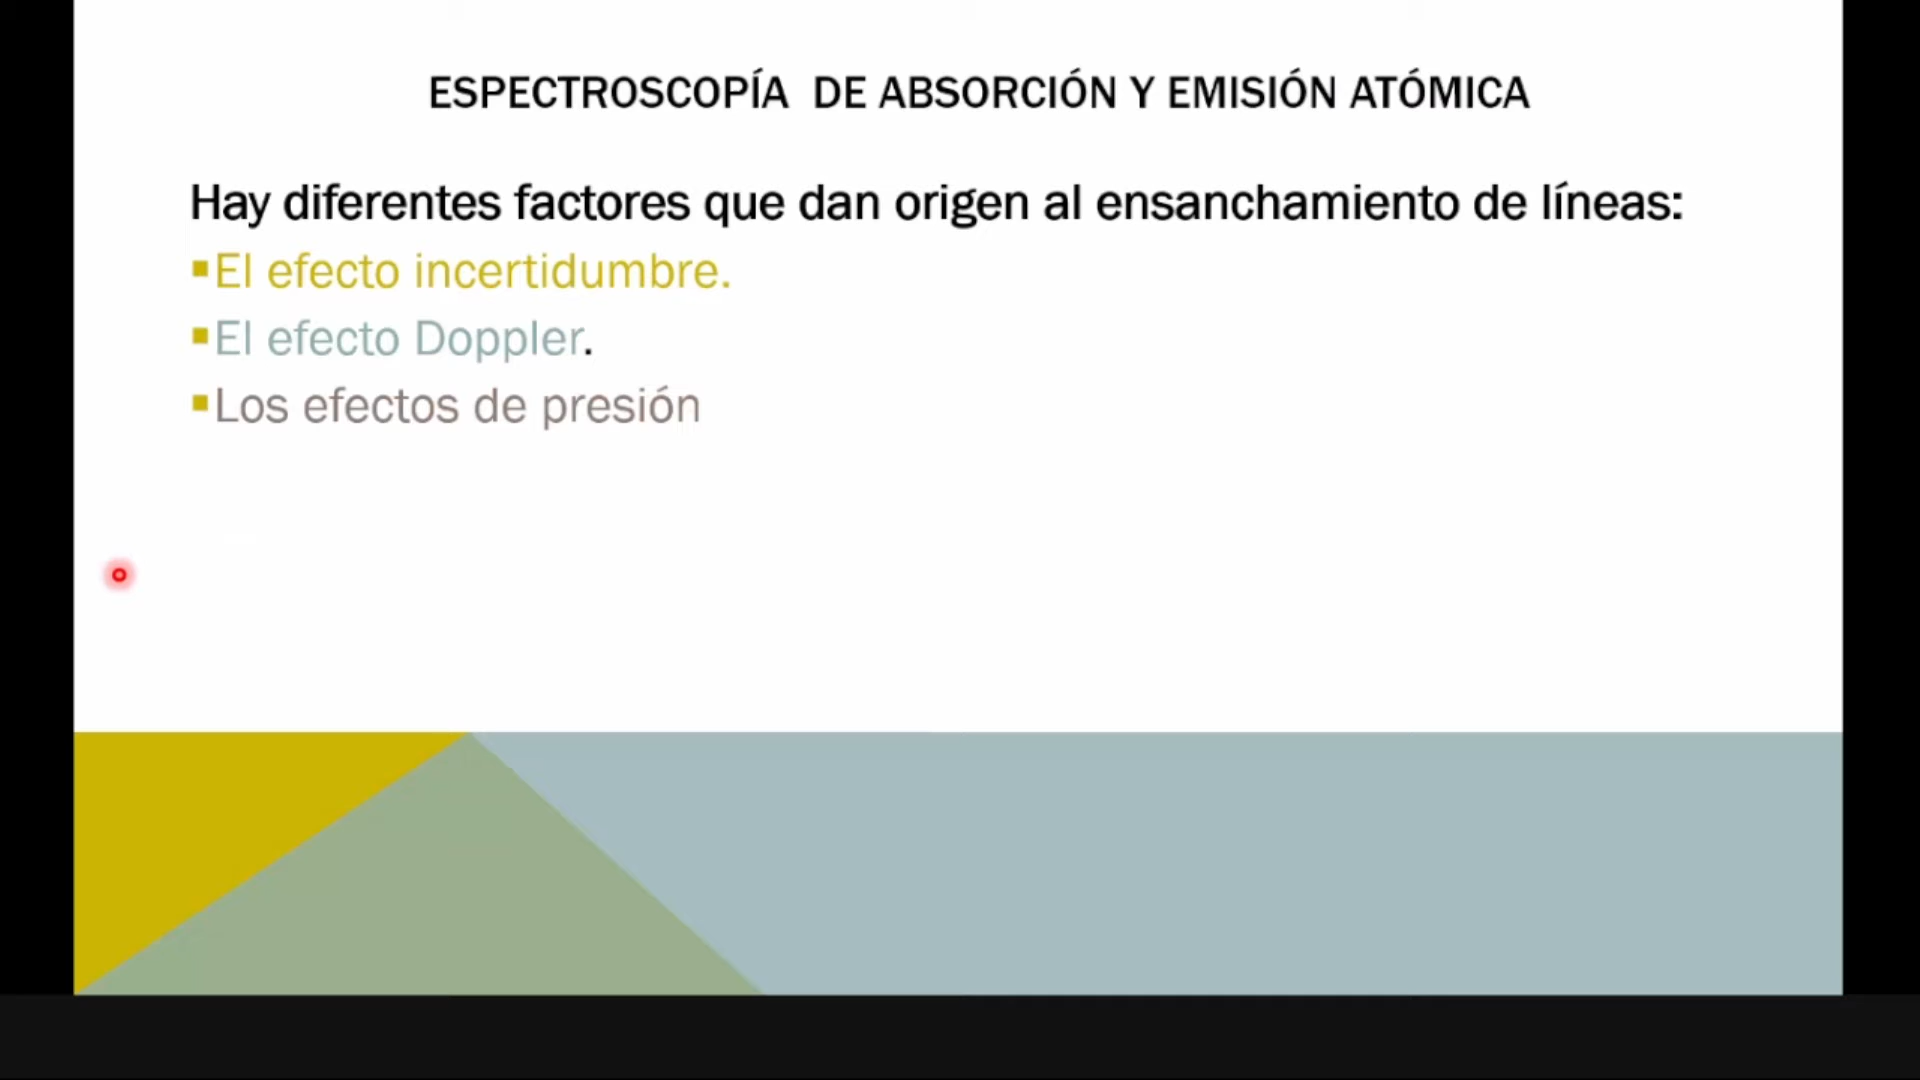 ESPECTROSCOPÍA  DE ABSORCIÓN Y EMISIÓN ATÓMICA
Hay diferentes factores que dan origen al ensanchamiento de líneas:
▪El efecto incertidumbre.
▪El efecto Doppler.
▪Los efectos de presión